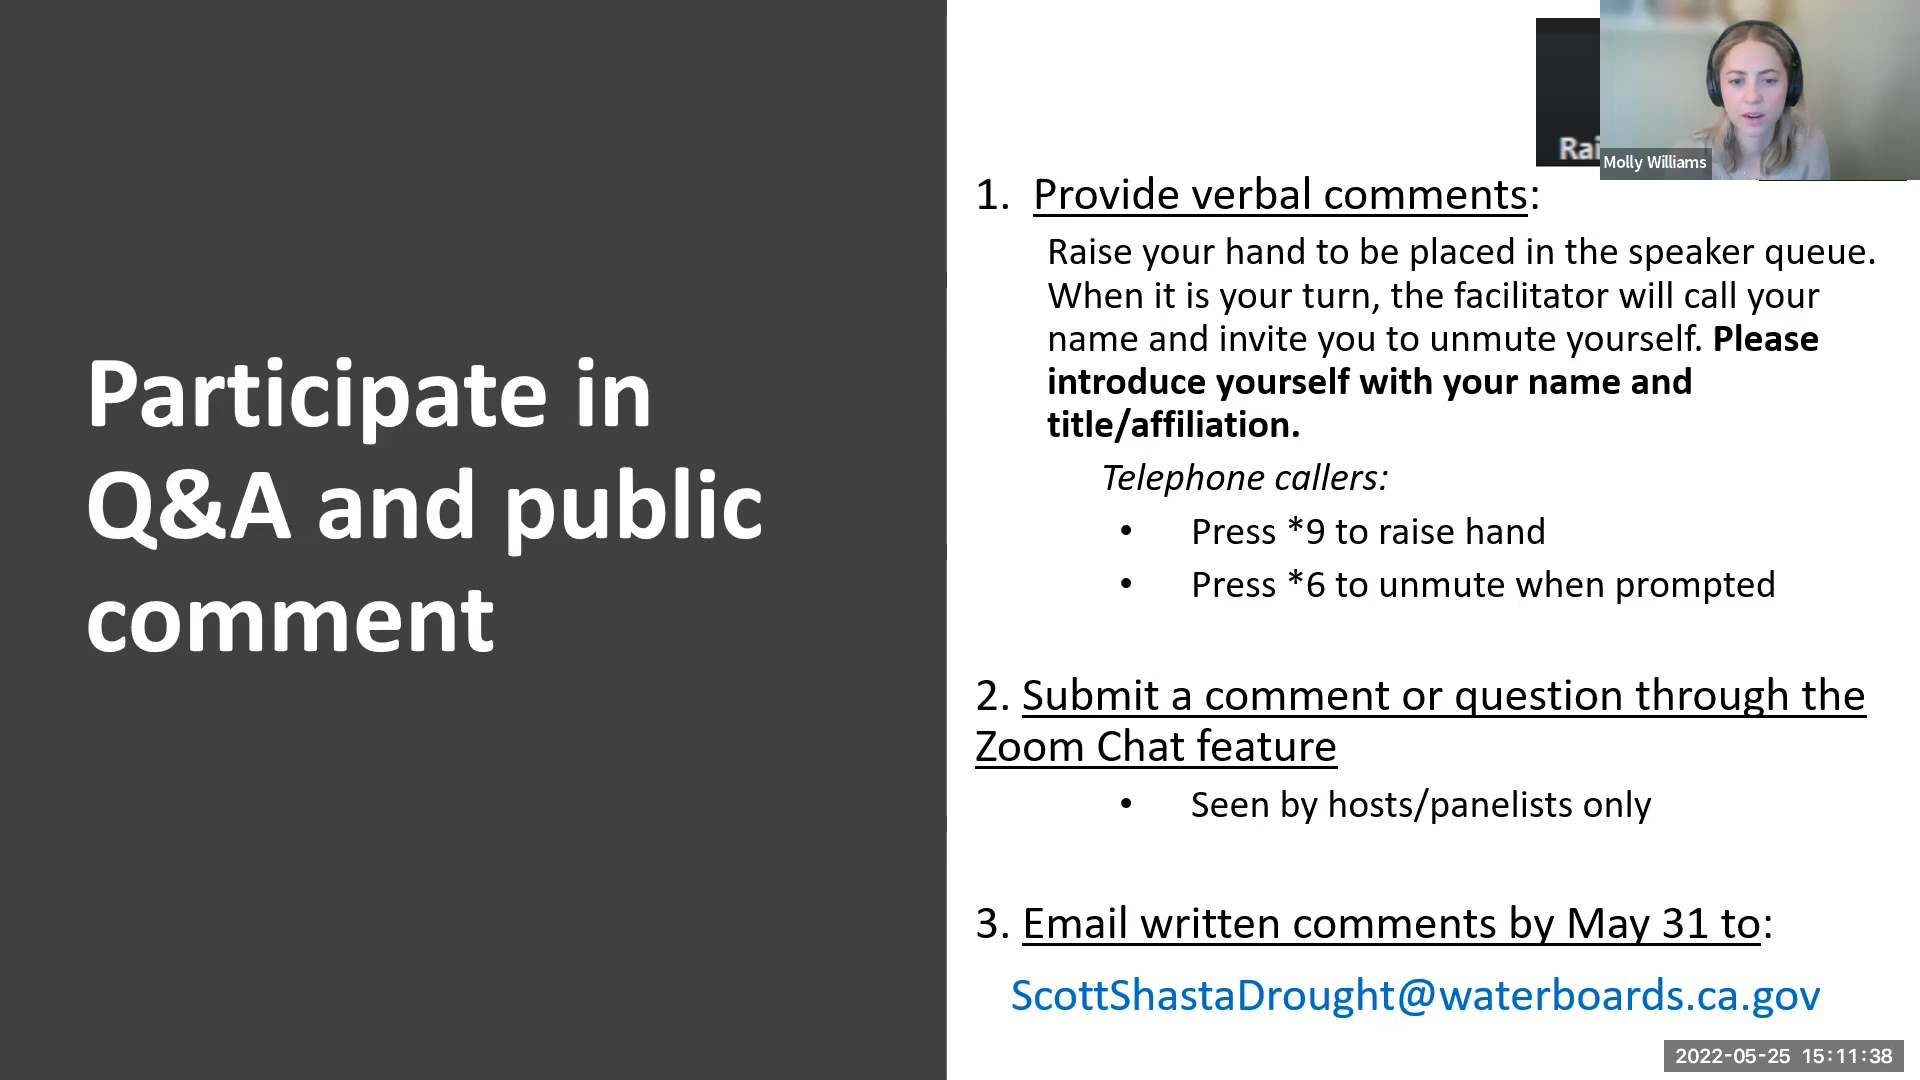 Participate in
Q&A and public
comment
Rai
Molly Williams
1. Provide verbal comments:
Raise your hand to be placed in the speaker queue.
When it is your turn, the facilitator will call your
name and invite you to unmute yourself. Please
introduce yourself with your name and
title/affiliation.
Telephone callers:
• Press *9 to raise hand
• Press *6 to unmute when prompted
2. Submit a comment or question through the
Zoom Chat feature
• Seen by hosts/panelists only
3. Email written comments by May 31 to:
ScottShastaDrought@waterboards.ca.gov
2022-05-25 15:11:38